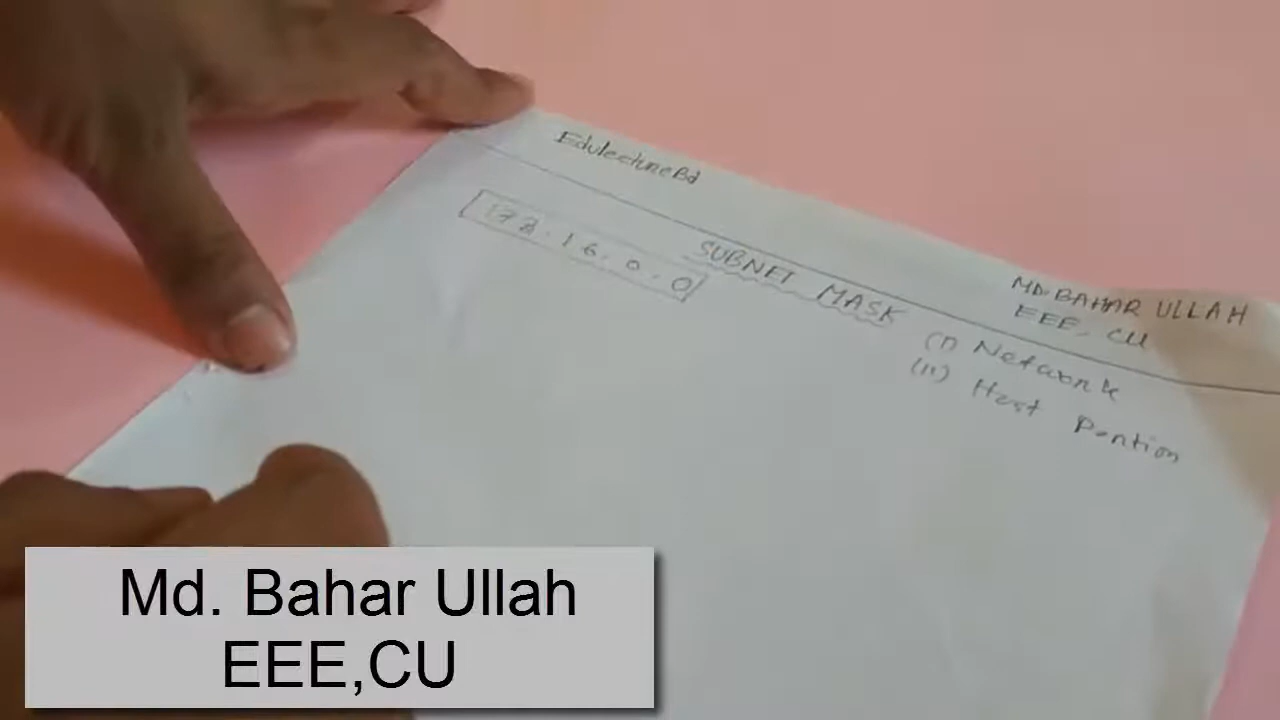 EdulectureBd
SUBNET MASK
172.16.0.0
MD. BAHAR ULLAH
EEE, CU
(I) Network
(II) Host Portion
Md. Bahar Ullah
EEE,CU